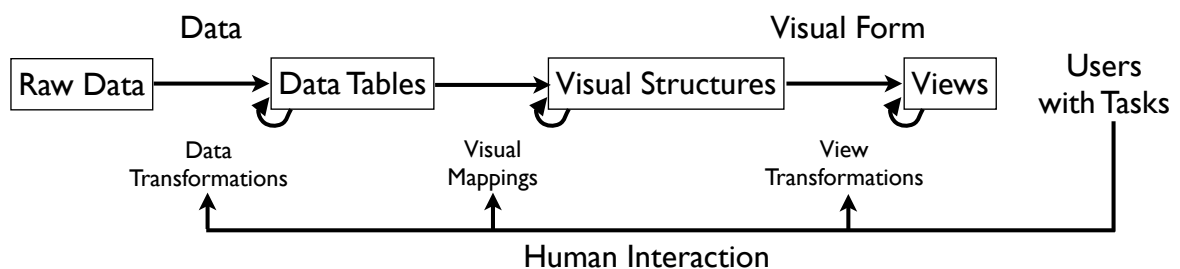 Data
Visual Form
Raw Data
Data Tables
Visual Structures
Views
Users
with Tasks
Data
Transformations
Visual
Mappings
View
Transformations
Human Interaction